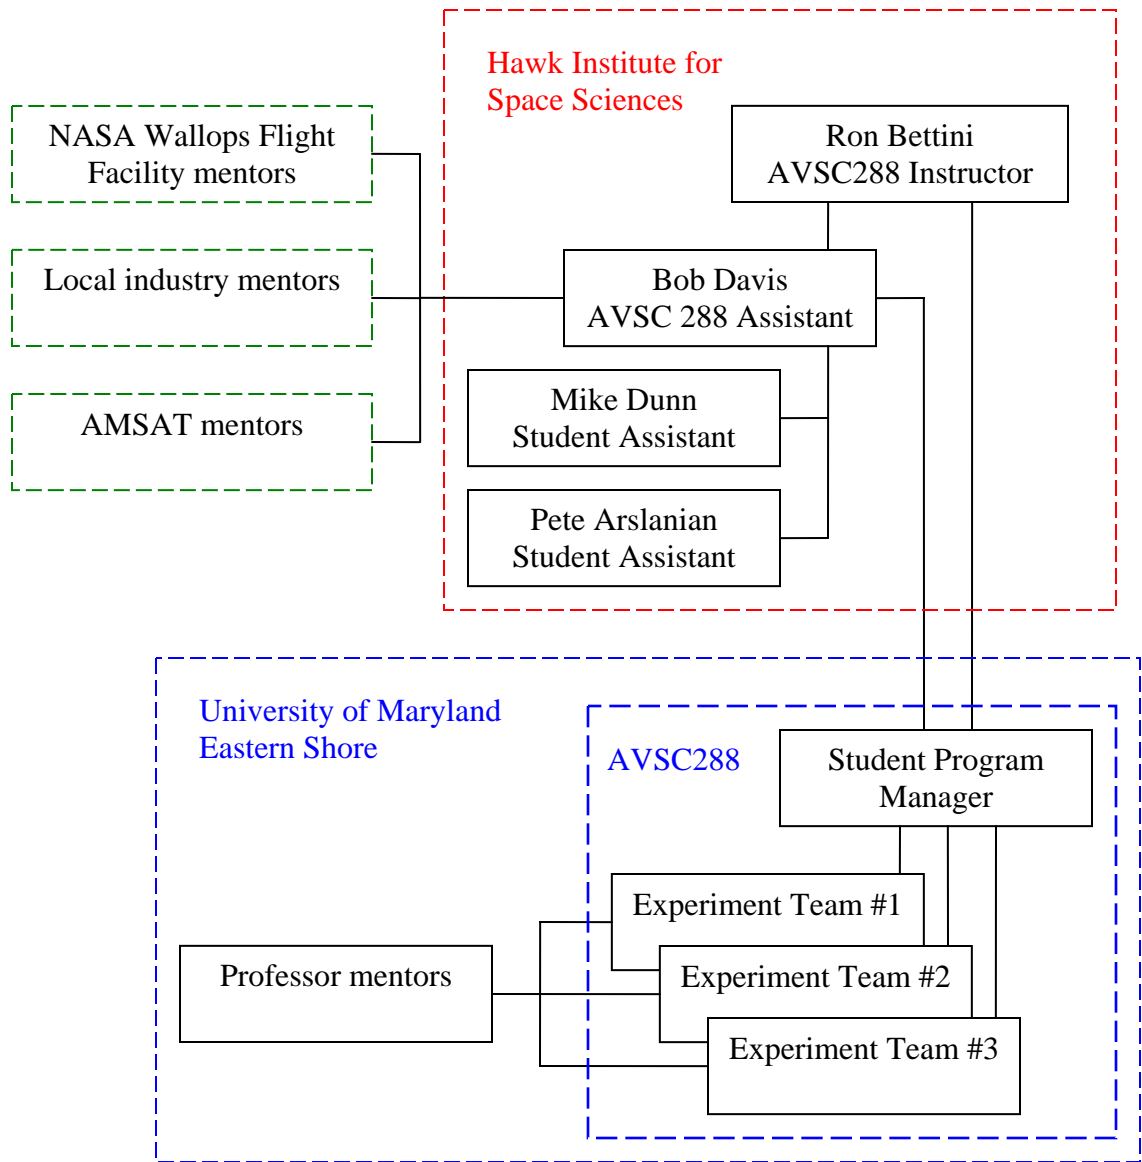 Hawk Institute for
Space Sciences
NASA Wallops Flight
Facility mentors
Ron Bettini
AVSC288 Instructor
Local industry mentors
Bob Davis
AVSC 288 Assistant
AMSAT mentors
Mike Dunn
Student Assistant
Pete Arslanian
Student Assistant
University of Maryland
Eastern Shore
AVSC288
Student Program
Manager
Experiment Team #1
Professor mentors
Experiment Team #2
Experiment Team #3